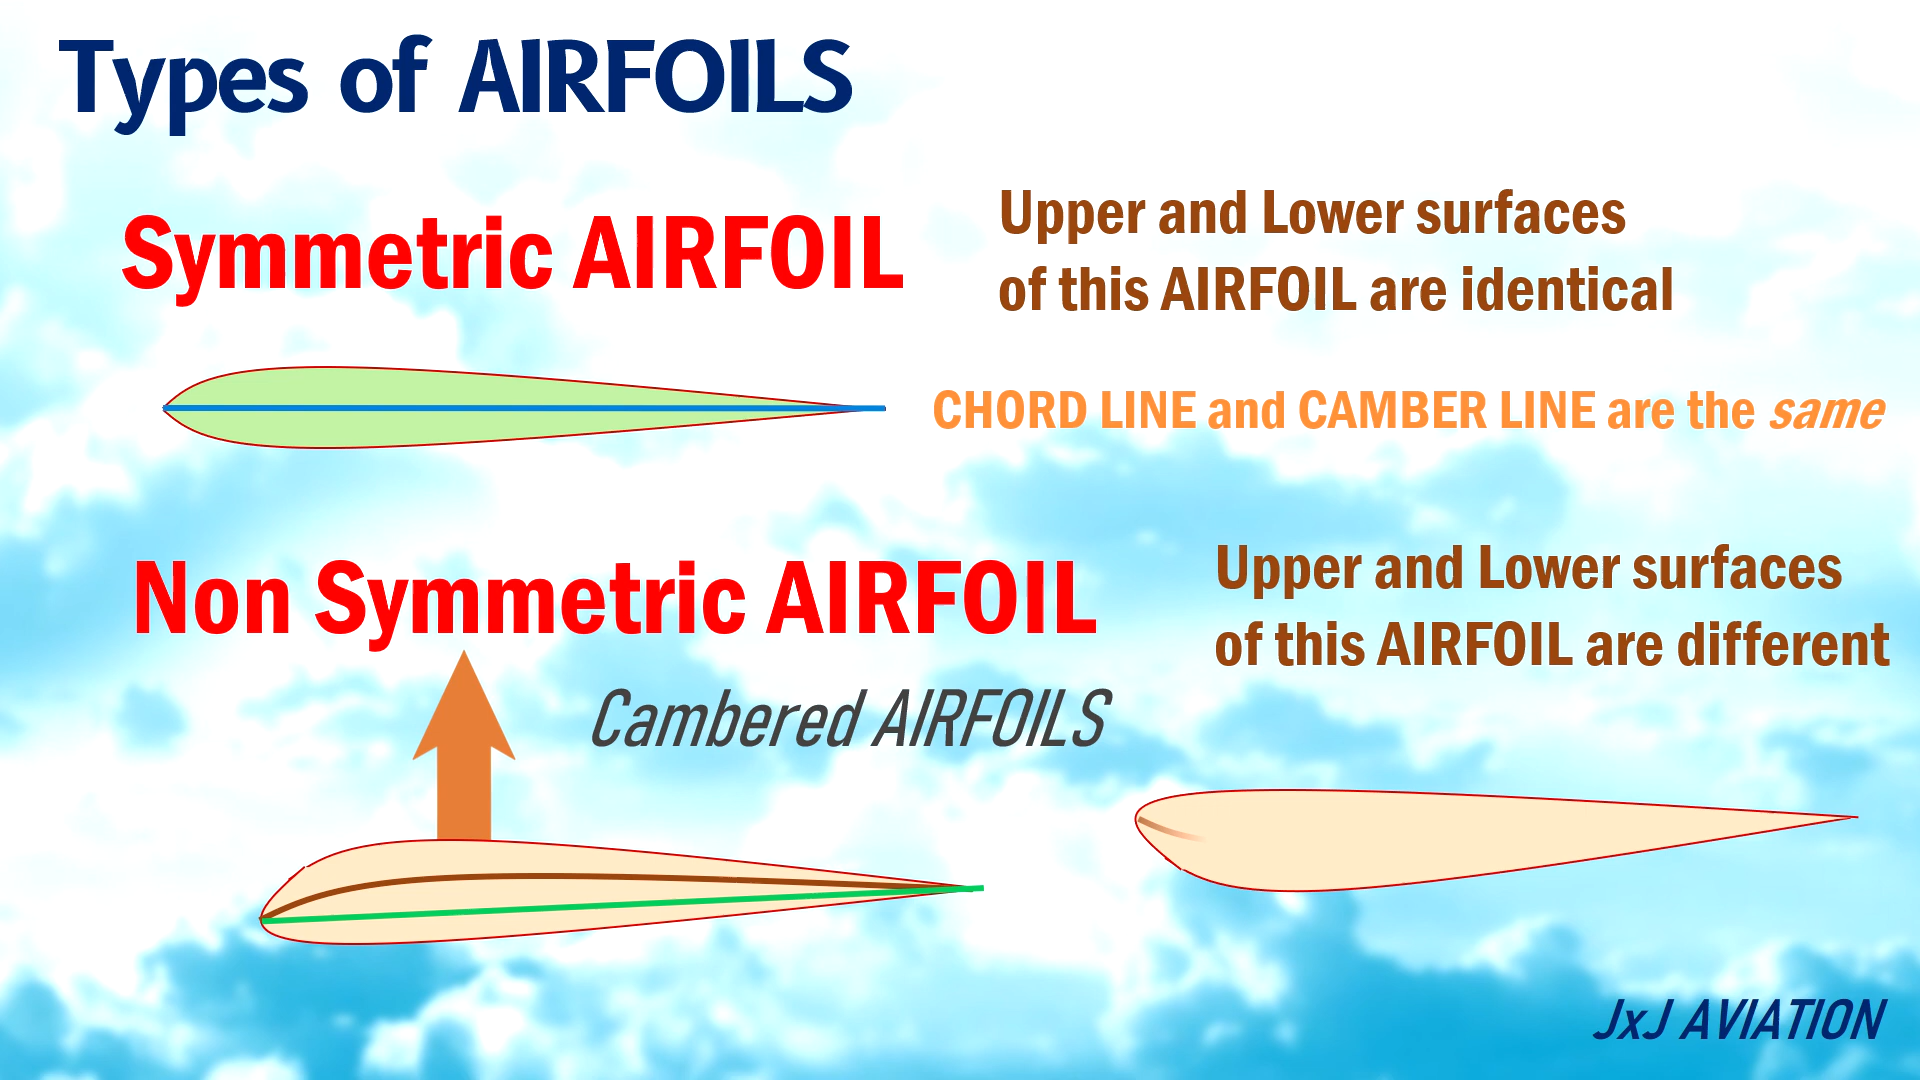 Types of AIRFOILS
Symmetric AIRFOIL
Upper and Lower surfaces
of this AIRFOIL are identical
CHORD LINE and CAMBER LINE are the same
Non Symmetric AIRFOIL
Upper and Lower surfaces
of this AIRFOIL are different
Cambered AIRFOILS
JxJ AVIATION